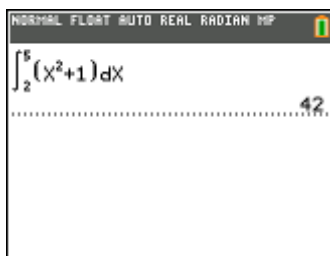 NORMAL FLOAT AUTO REAL RADIAN MP
∫₂⁵(X²+1)dX
42